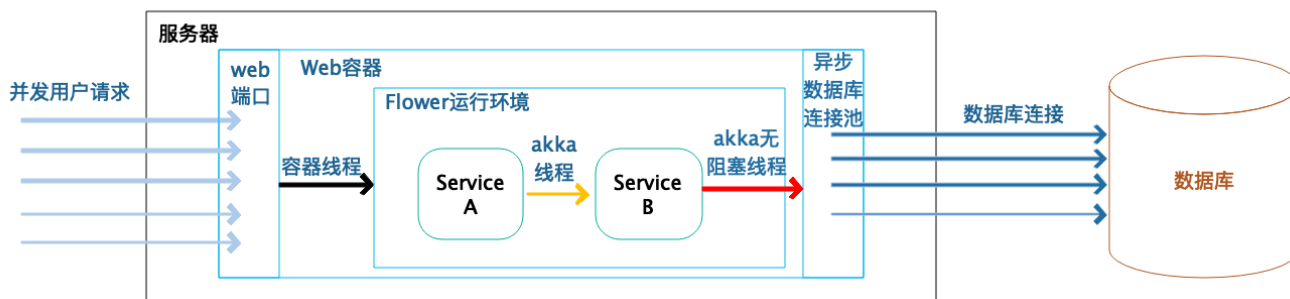 服务器
并发用户请求
web
端口
Web容器
容器线程
Flower运行环境
Service
A
akka
线程
Service
B
akka无
阻塞线程
异步
数据库
连接池
数据库连接
数据库